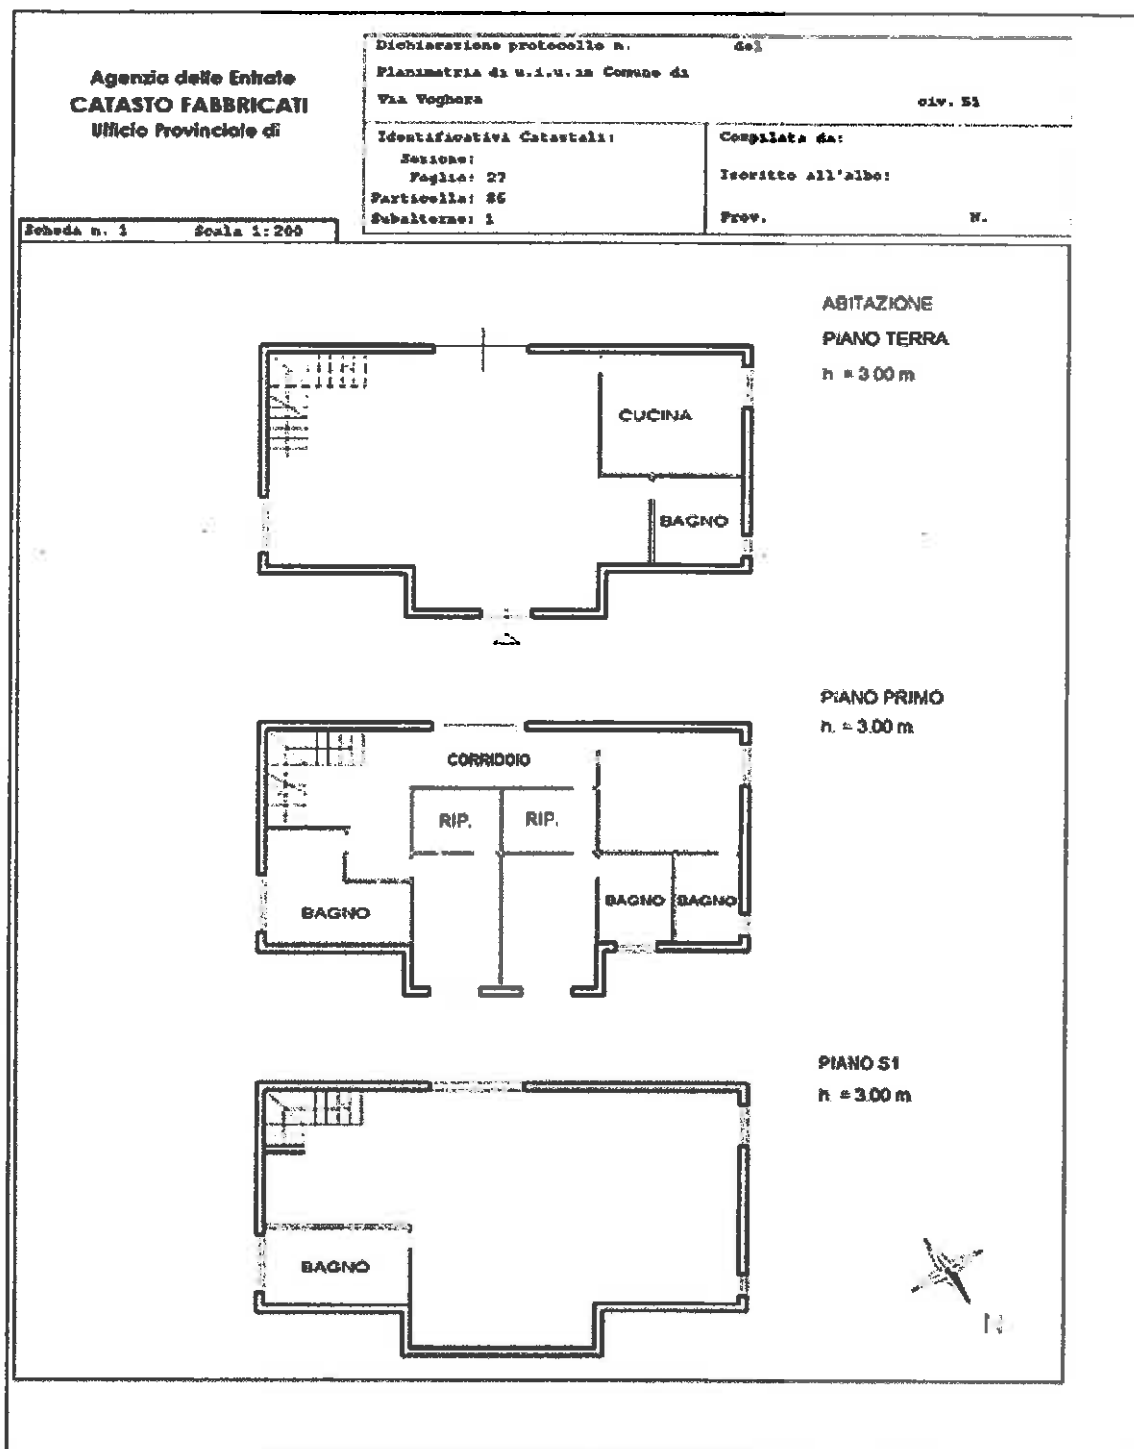 Agenzia delle Entrate
CATASTO FABBRICATI
Ufficio Provinciale di
Dichiarazione protocollo n. del
Planimetria di u.i.u. in Comune di
Via Voghera civ. 51
Identificativi Catastali:
Sezione:
Foglio: 27
Particella: 86
Subalterno: 1
Compilata da:
Iscritto all'albo:
Prov. N.
Scheda n. 1 Scala 1:200
ABITAZIONE
PIANO TERRA
h = 3.00 m
CUCINA
BAGNO
PIANO PRIMO
h. = 3.00 m
CORRIDOIO
RIP. RIP.
BAGNO BAGNO BAGNO
PIANO S1
h = 3.00 m
BAGNO
N